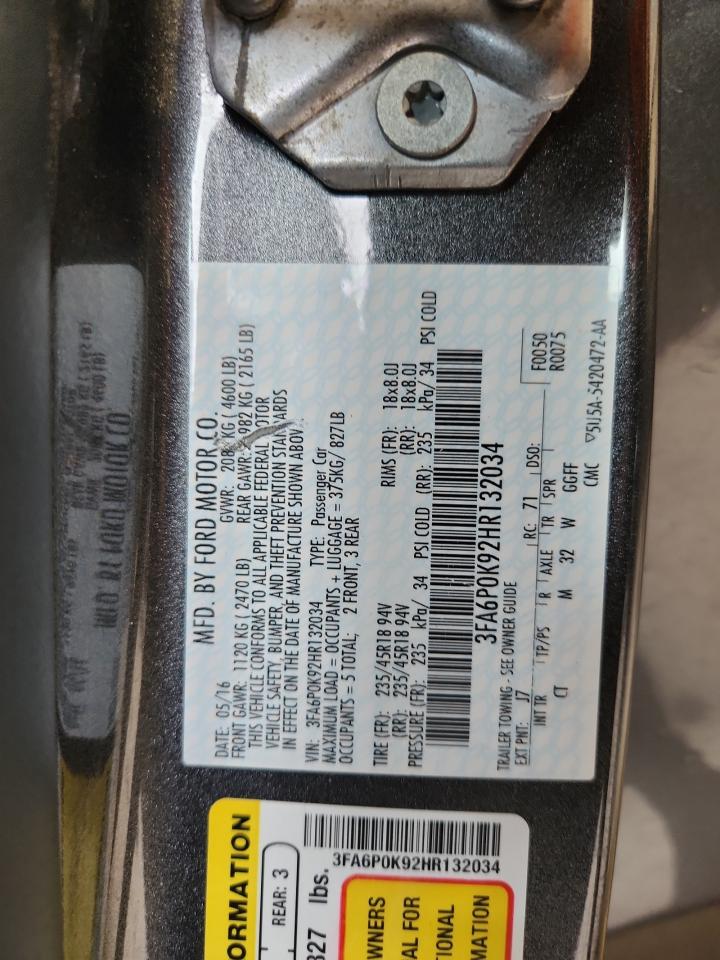 MFD. BY FORD MOTOR CO.
DATE: 05/16 GVWR: KG ( 4600 LB)
FRONT GAWR: 1120 KG ( 2470 LB) REAR GAWR: 982 KG ( 2165 LB)
THIS VEHICLE CONFORMS TO ALL APPLICABLE FEDERAL MOTOR
VEHICLE SAFETY, BUMPER, AND THEFT PREVENTION STANDARDS
IN EFFECT ON THE DATE OF MANUFACTURE SHOWN ABOVE.
VIN: 3FA6P0K92HR132034 TYPE: Passenger Car
MAXIMUM LOAD = OCCUPANTS + LUGGAGE = 375KG/ 827LB
OCCUPANTS = 5 TOTAL; 2 FRONT, 3 REAR
TIRE (FR): 235/45R18 94V RIMS (FR): 18x8.0J
(RR): 235/45R18 94V (RR): 18x8.0J
PRESSURE (FR): 235 kPa/ 34 PSI COLD (RR): 235 kPa/ 34 PSI COLD
3FA6P0K92HR132034
TRAILER TOWING - SEE OWNER GUIDE
EXT PNT: J7 RC: 71 DSO: F0050
R0075
INT TR TP/PS R AXLE TR SPR
CT M 32 W GGFF
CMC ▽5U5A-5420472-AA
ORMATION
REAR: 3
827 lbs.
3FA6P0K92HR132034
WNERS
AL FOR
TIONAL
MATION